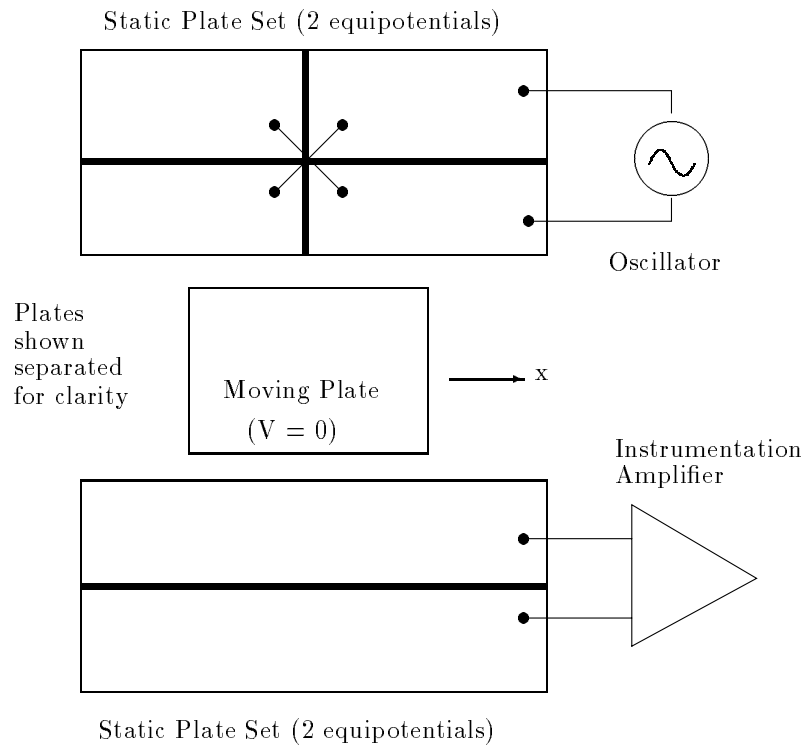 Static Plate Set (2 equipotentials)
Oscillator
Plates
shown
separated
for clarity
Moving Plate
(V = 0)
x
Instrumentation
Amplifier
Static Plate Set (2 equipotentials)